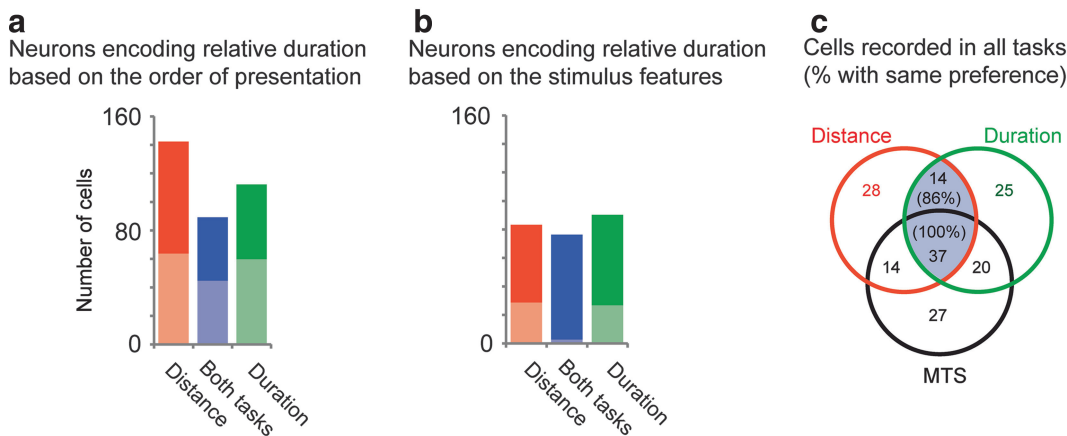 a
Neurons encoding relative duration
based on the order of presentation
160
80
0
Number of cells
Distance
Both tasks
Duration
b
Neurons encoding relative duration
based on the stimulus features
160
0
Distance
Both tasks
Duration
c
Cells recorded in all tasks
(% with same preference)
Distance
Duration
28
14
(86%)
25
(100%)
37
14
20
27
MTS